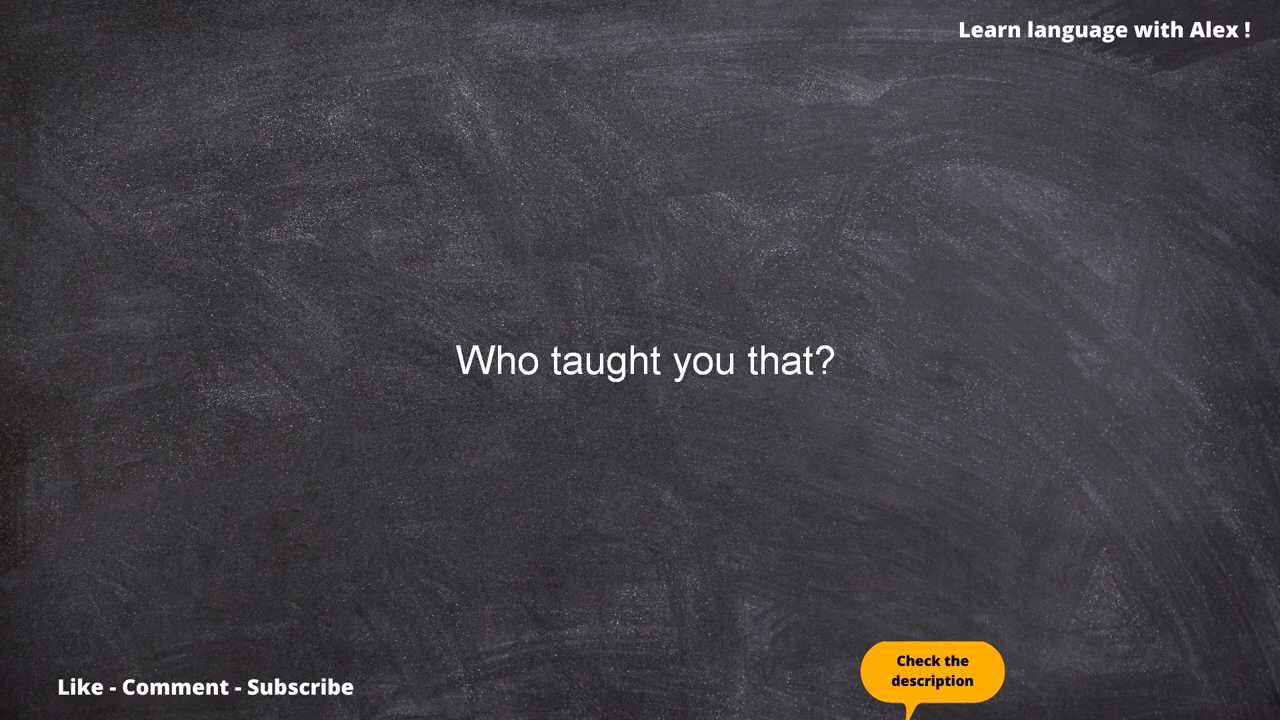 Learn language with Alex !
Who taught you that?
Check the
description
Like - Comment - Subscribe